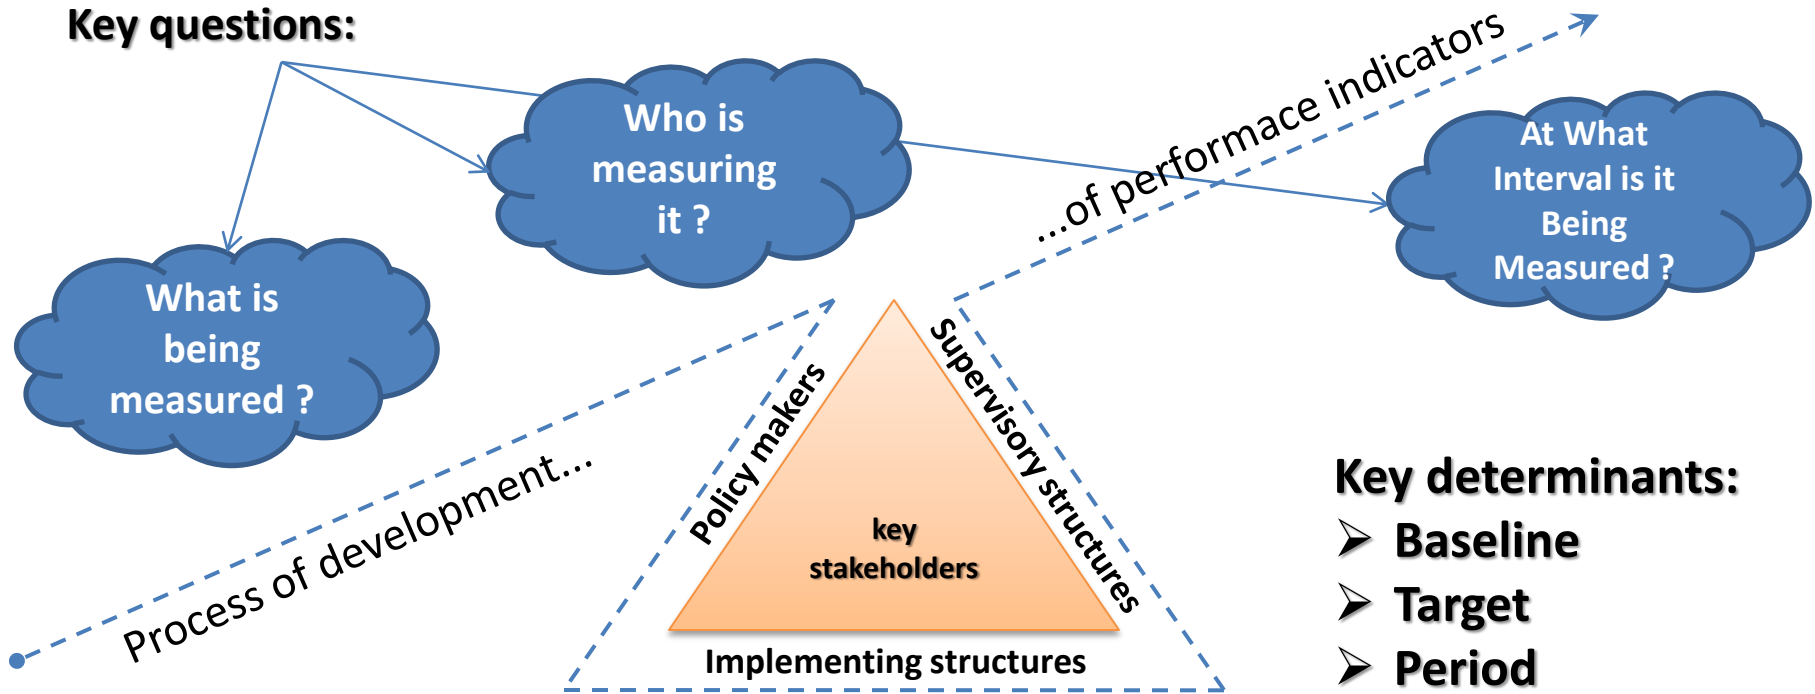 Key questions:
Who is
measuring
it ?
At What
Interval is it
Being
Measured ?
What is
being
measured ?
Process of development...
...of performace indicators
Policy makers
Supervisory structures
key
stakeholders
Implementing structures
Key determinants:
Baseline
Target
Period